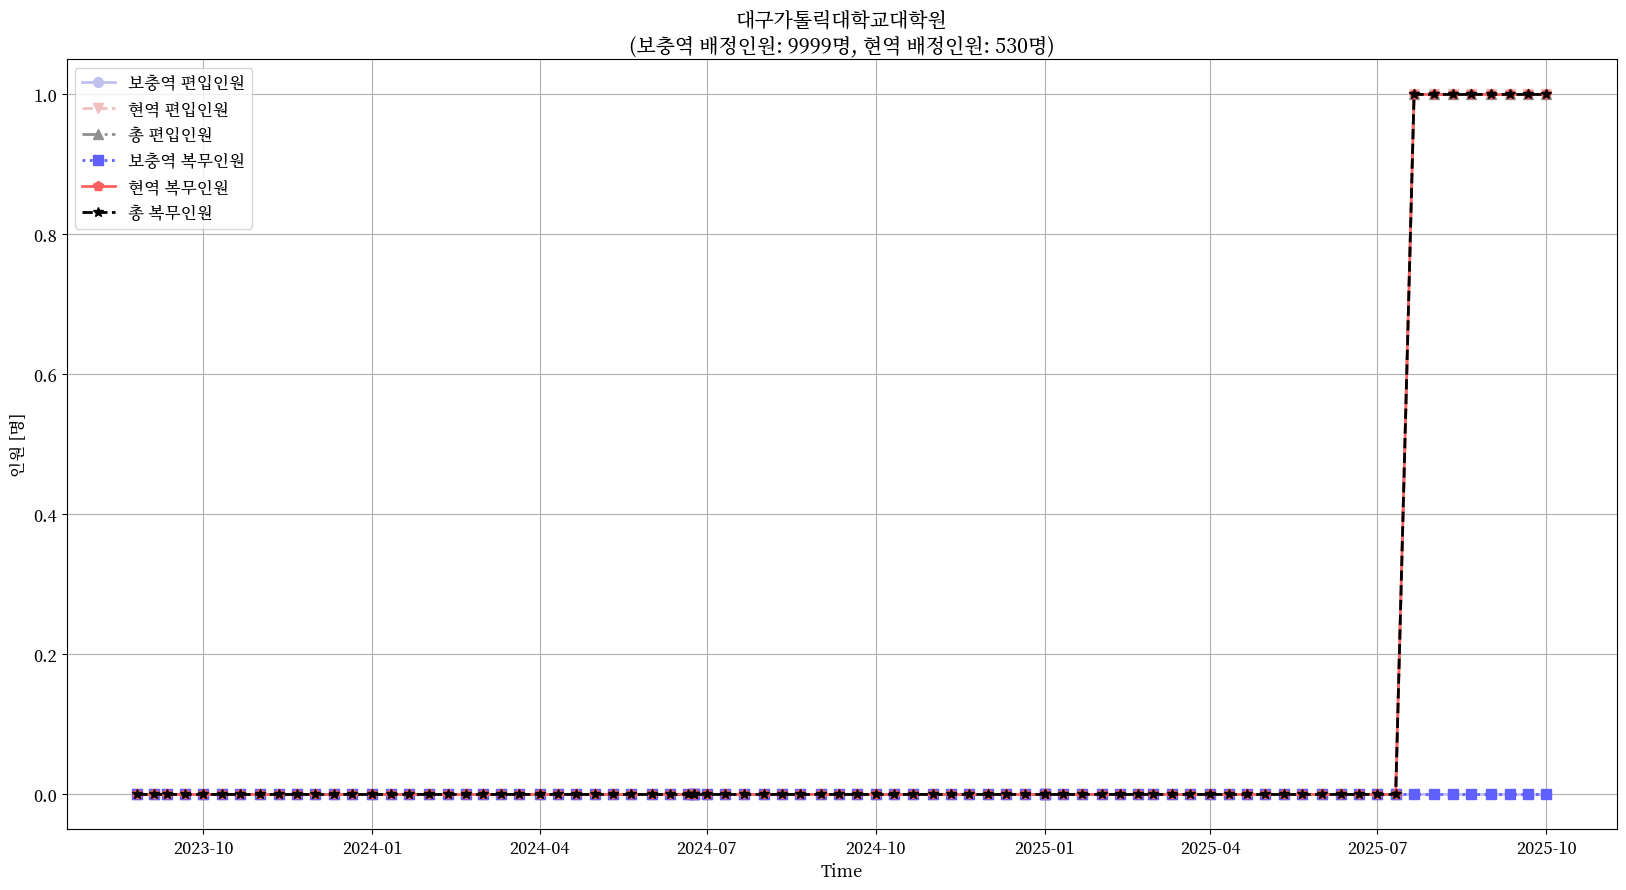 대구가톨릭대학교대학원
(보충역 배정인원: 9999명, 현역 배정인원: 530명)
보충역 편입인원
현역 편입인원
총 편입인원
보충역 복무인원
현역 복무인원
총 복무인원
1.0
0.8
0.6
0.4
0.2
0.0
인원 [명]
2023-10 2024-01 2024-04 2024-07 2024-10 2025-01 2025-04 2025-07 2025-10
Time